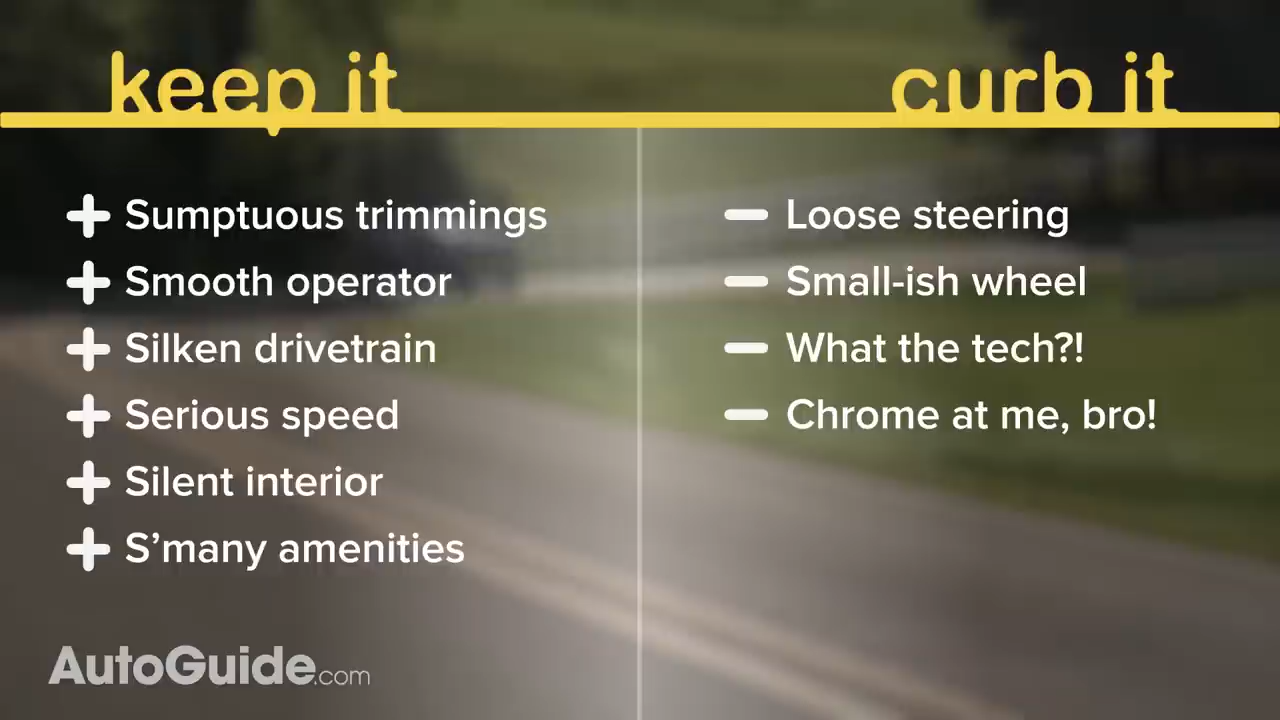 keep it
Sumptuous trimmings
Smooth operator
Silken drivetrain
Serious speed
Silent interior
S’many amenities
curb it
Loose steering
Small-ish wheel
What the tech?!
Chrome at me, bro!
AutoGuide.com